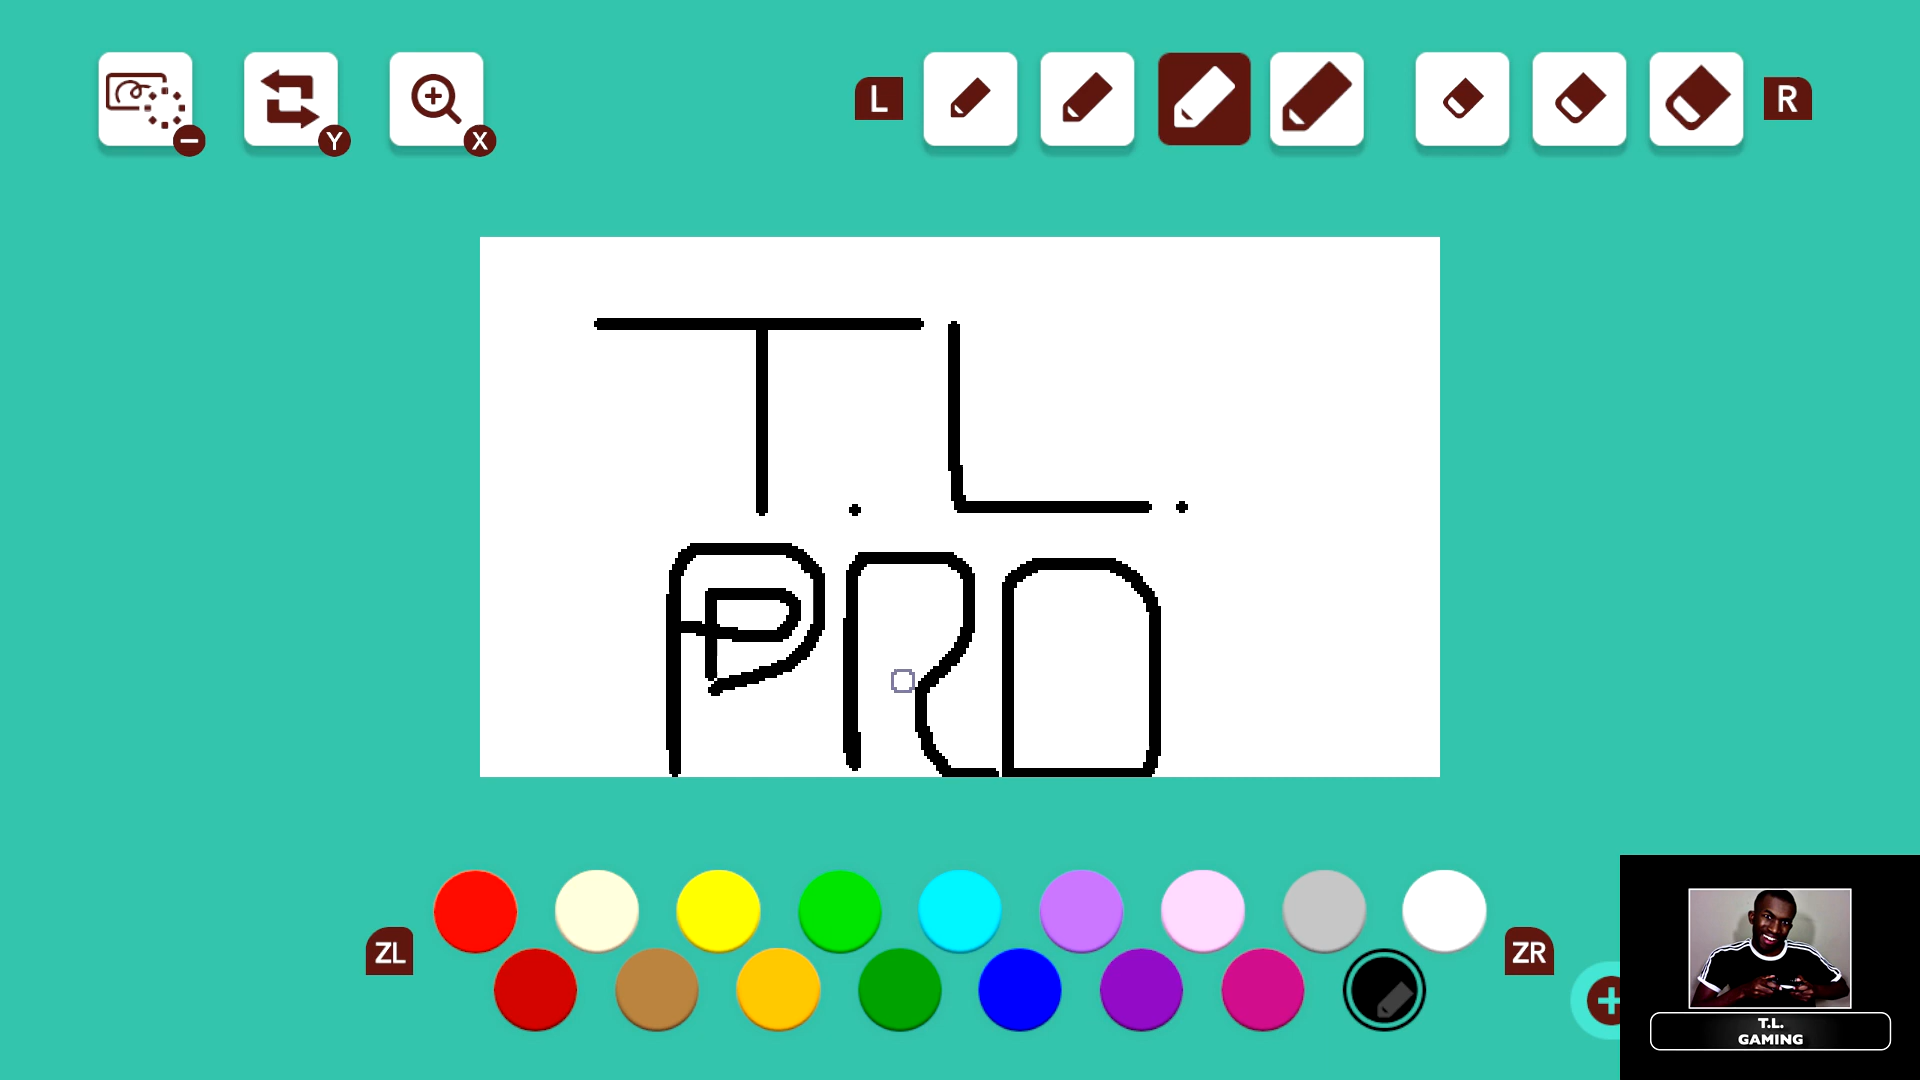 L R
Y X
T.L.
PRO
ZL ZR
T.L.
GAMING